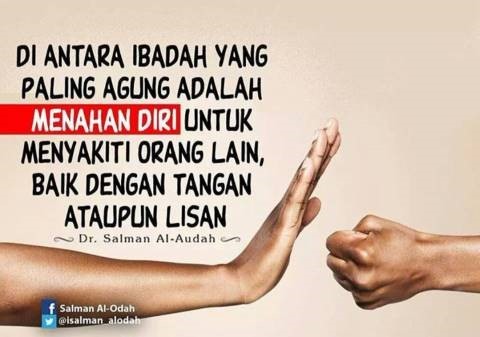 DI ANTARA IBADAH YANG
PALING AGUNG ADALAH
MENAHAN DIRI UNTUK
MENYAKITI ORANG LAIN,
BAIK DENGAN TANGAN
ATAUPUN LISAN
Dr. Salman Al-Audah
Salman Al-Odah
@isalman_alodah